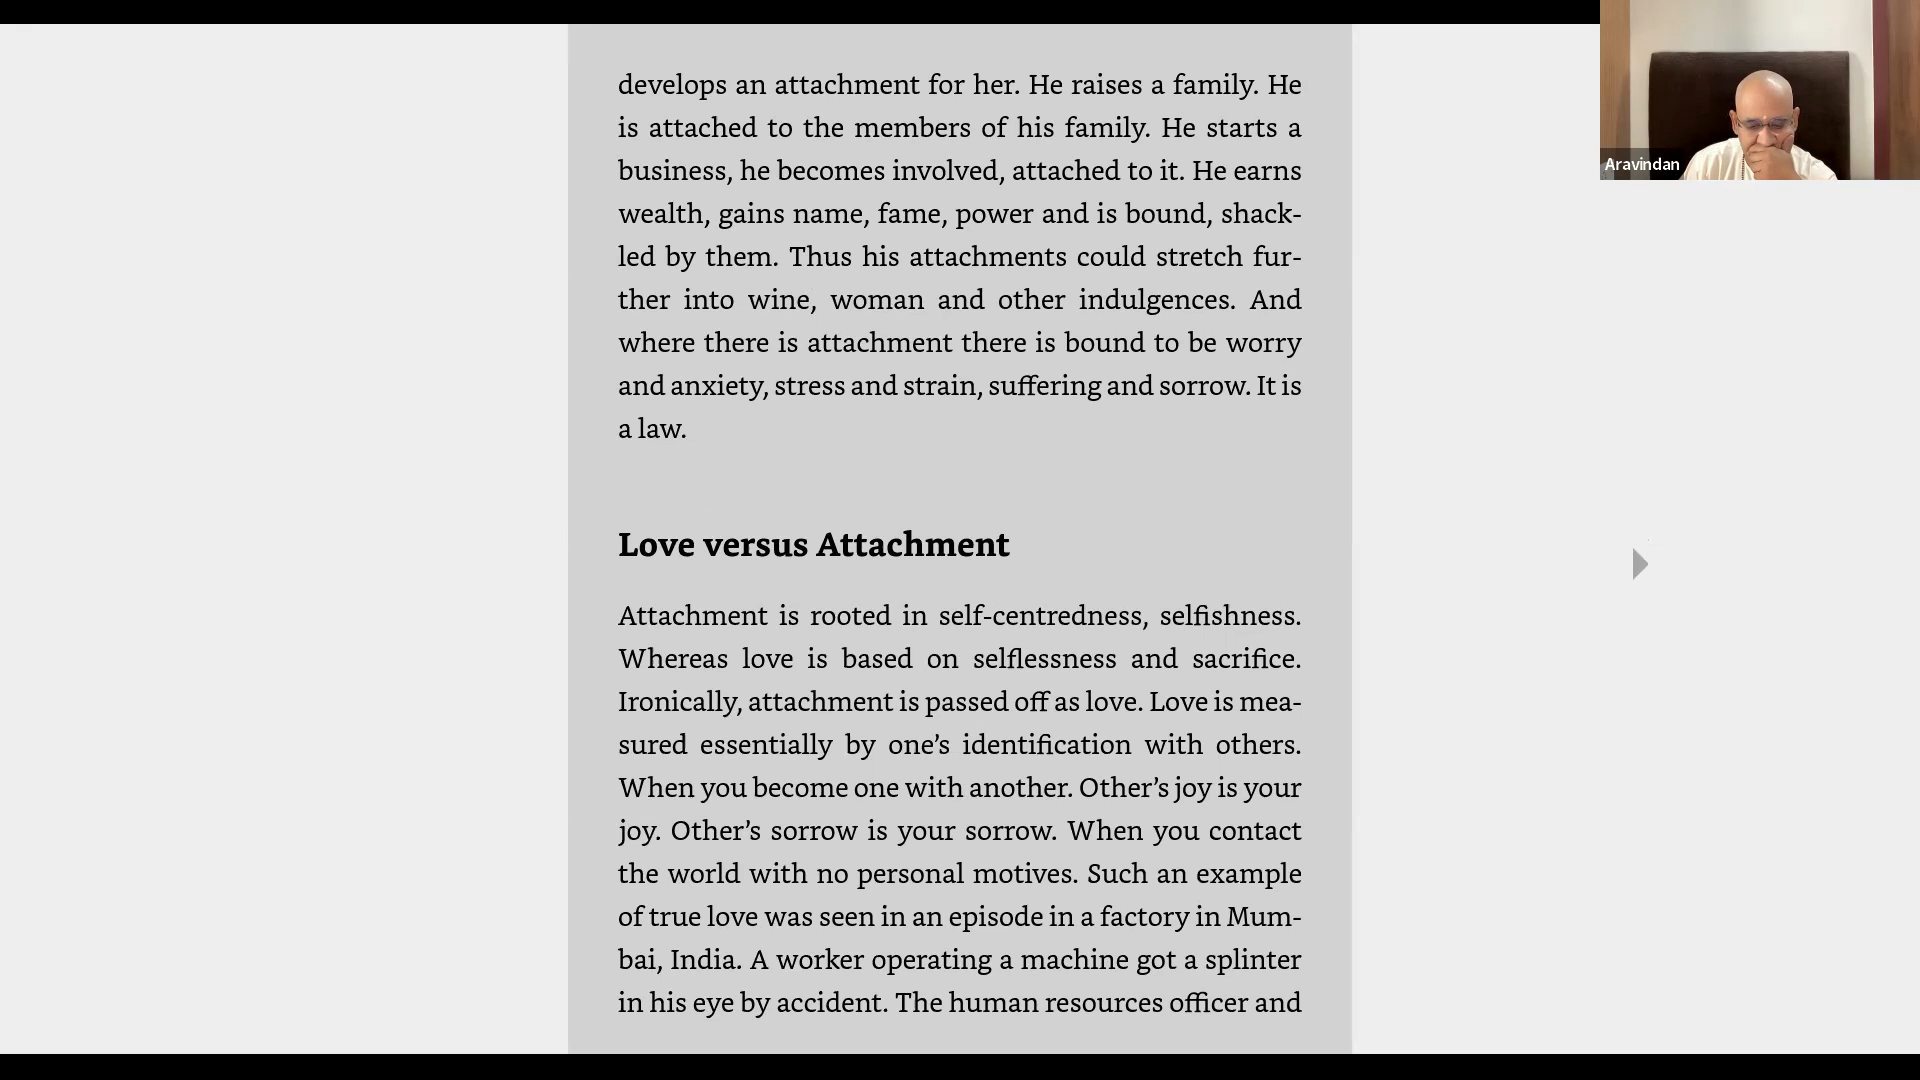 develops an attachment for her. He raises a family. He
is attached to the members of his family. He starts a
business, he becomes involved, attached to it. He earns
wealth, gains name, fame, power and is bound, shack-
led by them. Thus his attachments could stretch fur-
ther into wine, woman and other indulgences. And
where there is attachment there is bound to be worry
and anxiety, stress and strain, suffering and sorrow. It is
a law.
Love versus Attachment
Attachment is rooted in self-centredness, selfishness.
Whereas love is based on selflessness and sacrifice.
Ironically, attachment is passed off as love. Love is mea-
sured essentially by one’s identification with others.
When you become one with another. Other’s joy is your
joy. Other’s sorrow is your sorrow. When you contact
the world with no personal motives. Such an example
of true love was seen in an episode in a factory in Mum-
bai, India. A worker operating a machine got a splinter
in his eye by accident. The human resources officer and
Aravindan